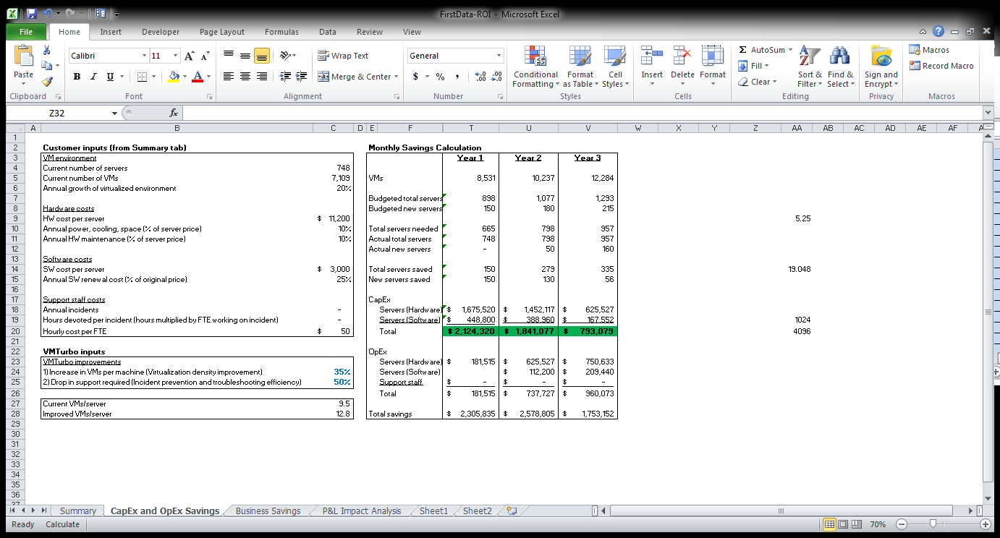 FirstData-ROI - Microsoft Excel
File Home Insert Developer Page Layout Formulas Data Review View
Calibri 11 Wrap Text General AutoSum Macros
Fill Record Macro
Paste B I U Merge & Center $ % , Conditional Formatting Format as Table Cell Styles Insert Delete Format Clear Sort & Filter Find & Select Sign and Encrypt
Clipboard Font Alignment Number Styles Cells Editing Privacy Macros
Z32 fx
A B C D E F T U V W X Y Z AA AB AC AD AE AF
1
2 Customer inputs (from Summary tab) Monthly Savings Calculation
3 VM environment Year 1 Year 2 Year 3
4 Current number of servers 748
5 Current number of VMs 7,109 VMs 8,531 10,237 12,284
6 Annual growth of virtualized environment 20%
7 Budgeted total servers 898 1,077 1,293
8 Hardware costs Budgeted new servers 150 180 215
9 HW cost per server $ 11,200 5.25
10 Annual power, cooling, space (% of server price) 10% Total servers needed 665 798 957
11 Annual HW maintenance (% of server price) 10% Actual total servers 748 798 957
12 Actual new servers - 50 160
13 Software costs
14 SW cost per server $ 3,000 Total servers saved 150 279 335 19.048
15 Annual SW renewal cost (% of original price) 25% New servers saved 150 130 56
16
17 Support staff costs CapEx
18 Annual incidents - Servers (Hardware) $ 1,675,520 $ 1,452,117 $ 625,527
19 Hours devoted per incident (hours multiplied by FTE working on incident) - Servers (Software) $ 448,800 $ 388,960 $ 167,552 1024
20 Hourly cost per FTE $ 50 Total $ 2,124,320 $ 1,841,077 $ 793,079 4096
21
22 VMTurbo inputs OpEx
23 VMTurbo improvements Servers (Hardware) $ 181,515 $ 625,527 $ 750,633
24 1) Increase in VMs per machine (Virtualization density improvement) 35% Servers (Software) $ 112,200 $ 209,440
25 2) Drop in support required (Incident prevention and troubleshooting efficiency) 50% Support staff $ - $ - $ -
26 Total $ 181,515 $ 737,727 $ 960,073
27 Current VMs/server 9.5
28 Improved VMs/server 12.8 Total savings $ 2,305,835 $ 2,578,805 $ 1,753,152
29
30
31
32
33
34
35
36
37
Summary CapEx and OpEx Savings Business Savings P&L Impact Analysis Sheet1 Sheet2
Ready Calculate 70%